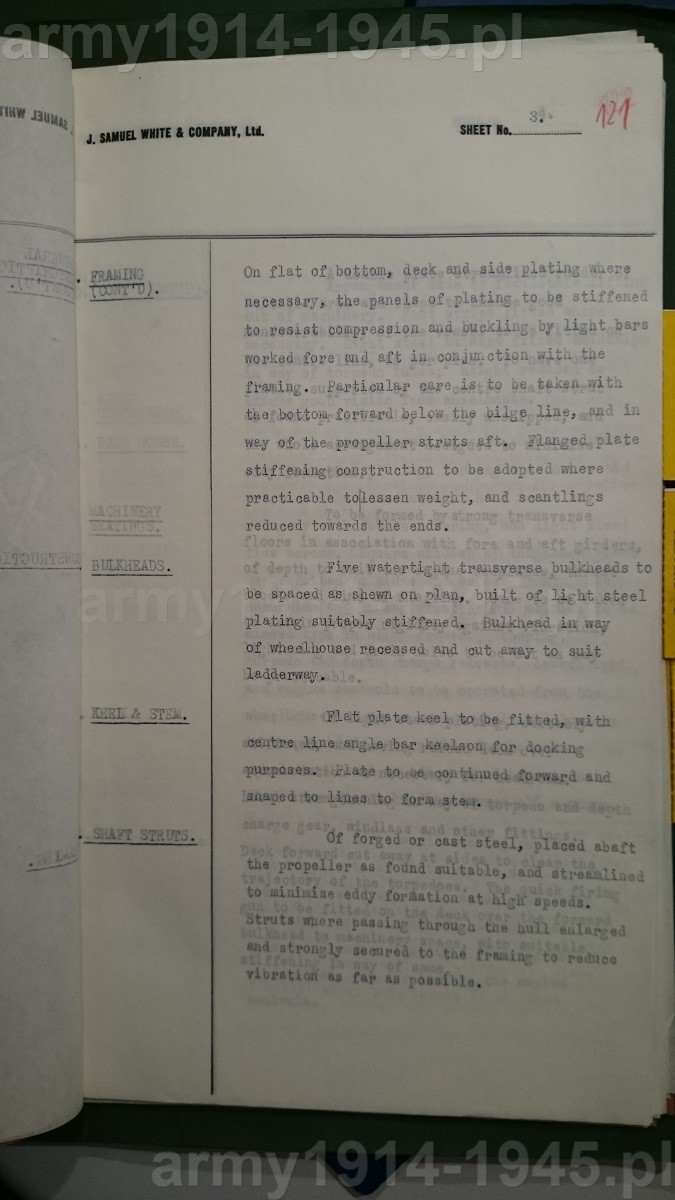 army1914-1945.pl
J. SAMUEL WHITE & COMPANY, Ltd.
SHEET No. 3.
121
FRAMING
(CONT'D).
On flat of bottom, deck and side plating where
necessary, the panels of plating to be stiffened
to resist compression and buckling by light bars
worked fore and aft in conjunction with the
framing. Particular care is to be taken with
the bottom forward below the bilge line, and in
way of the propeller struts aft. Flanged plate
stiffening construction to be adopted where
practicable to lessen weight, and scantlings
reduced towards the ends.
BULKHEADS.
Five watertight transverse bulkheads to
be spaced as shewn on plan, built of light steel
plating suitably stiffened. Bulkhead in way
of wheelhouse recessed and cut away to suit
ladderway.
army1914-1945.pl
KEEL & STEM.
Flat plate keel to be fitted, with
centre line angle bar keelson for docking
purposes. Plate to be continued forward and
shaped to lines to form stem.
SHAFT STRUTS.
Of forged or cast steel, placed abaft
the propeller as found suitable, and streamlined
to minimise eddy formation at high speeds.
Struts where passing through the hull enlarged
and strongly secured to the framing to reduce
vibration as far as possible.
army1914-1945.pl